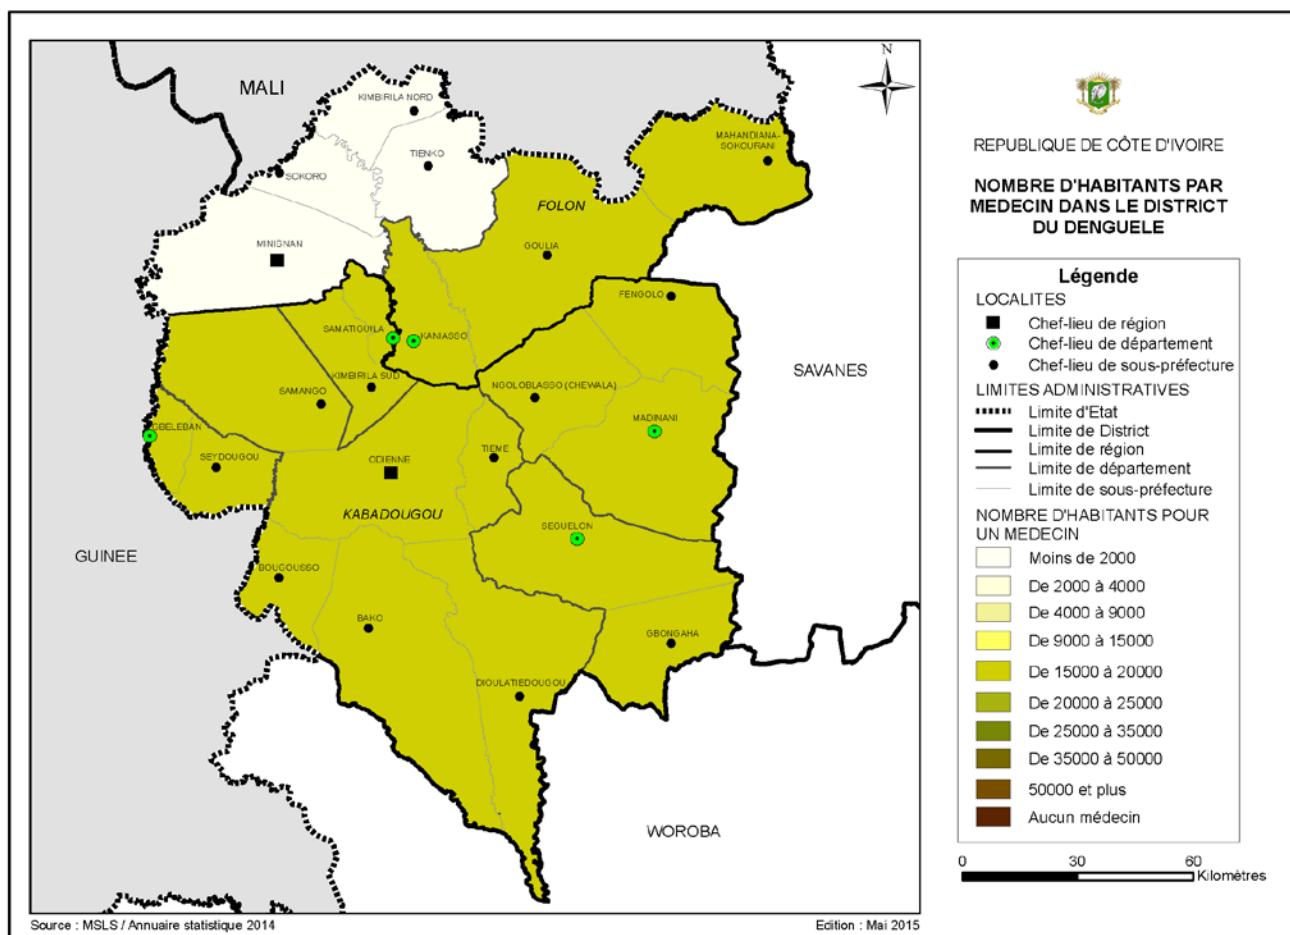 MALI
N
KIMBIRILA NORD
TIENKO
SOKORO
MAHANDIANA-
SOKOURANI
FOLON
GOULIA
MINIGNAN
FENGOLO
SAMATIGUILA
KANIASSO
KIMBIRILA SUD
SAMANGO
NGOLOBLASSO (CHEWALA)
SAVANES
MADINANI
GBELEBAN
SEYDOUGOU
ODIENNE
TIEME
KABADOUGOU
SEGUELON
GUINEE
BOUGOUSSO
BAKO
GBONGAHA
DIOULATIEDOUGOU
WOROBA
REPUBLIQUE DE CÔTE D'IVOIRE
NOMBRE D'HABITANTS PAR
MEDECIN DANS LE DISTRICT
DU DENGUELE
Légende
LOCALITES
Chef-lieu de région
Chef-lieu de département
Chef-lieu de sous-préfecture
LIMITES ADMINISTRATIVES
Limite d'Etat
Limite de District
Limite de région
Limite de département
Limite de sous-préfecture
NOMBRE D'HABITANTS POUR
UN MEDECIN
Moins de 2000
De 2000 à 4000
De 4000 à 9000
De 9000 à 15000
De 15000 à 20000
De 20000 à 25000
De 25000 à 35000
De 35000 à 50000
50000 et plus
Aucun médecin
0 30 60
Kilomètres
Source : MSLS / Annuaire statistique 2014
Edition : Mai 2015